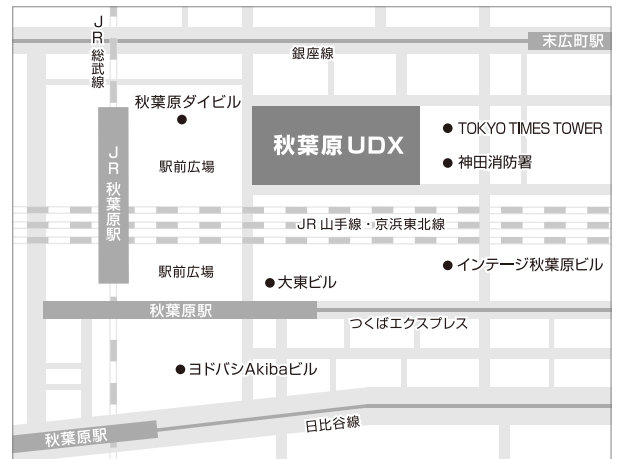 JR総武線
末広町駅
銀座線
秋葉原ダイビル
秋葉原UDX
TOKYO TIMES TOWER
神田消防署
駅前広場
JR秋葉原駅
JR山手線・京浜東北線
駅前広場
インテージ秋葉原ビル
大東ビル
秋葉原駅
つくばエクスプレス
ヨドバシAkibaビル
日比谷線
秋葉原駅